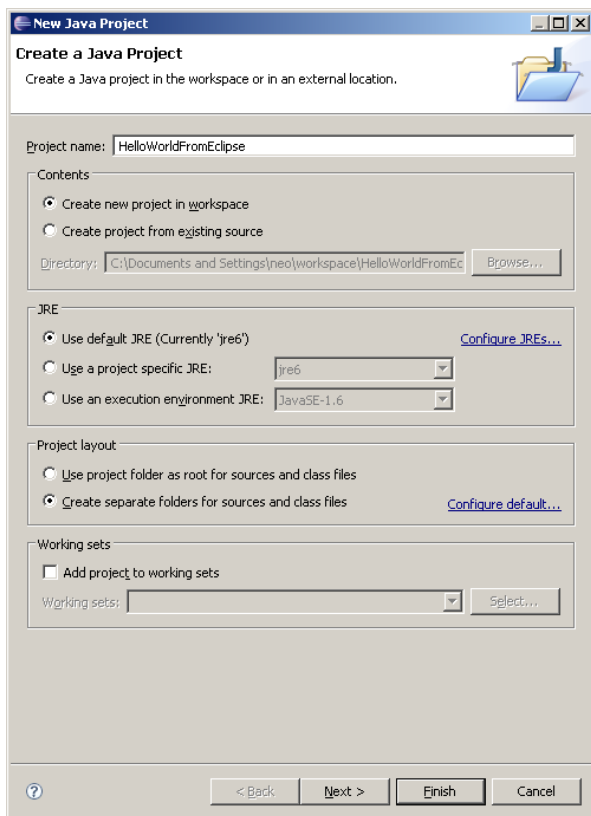 New Java Project
Create a Java Project
Create a Java project in the workspace or in an external location.
Project name: HelloWorldFromEclipse
Contents
Create new project in workspace
Create project from existing source
Directory: C:\Documents and Settings\neo\workspace\HelloWorldFromEc Browse...
JRE
Use default JRE (Currently 'jre6') Configure JREs...
Use a project specific JRE: jre6
Use an execution environment JRE: JavaSE-1.6
Project layout
Use project folder as root for sources and class files
Create separate folders for sources and class files Configure default...
Working sets
Add project to working sets
Working sets: Select...
? < Back Next > Finish Cancel